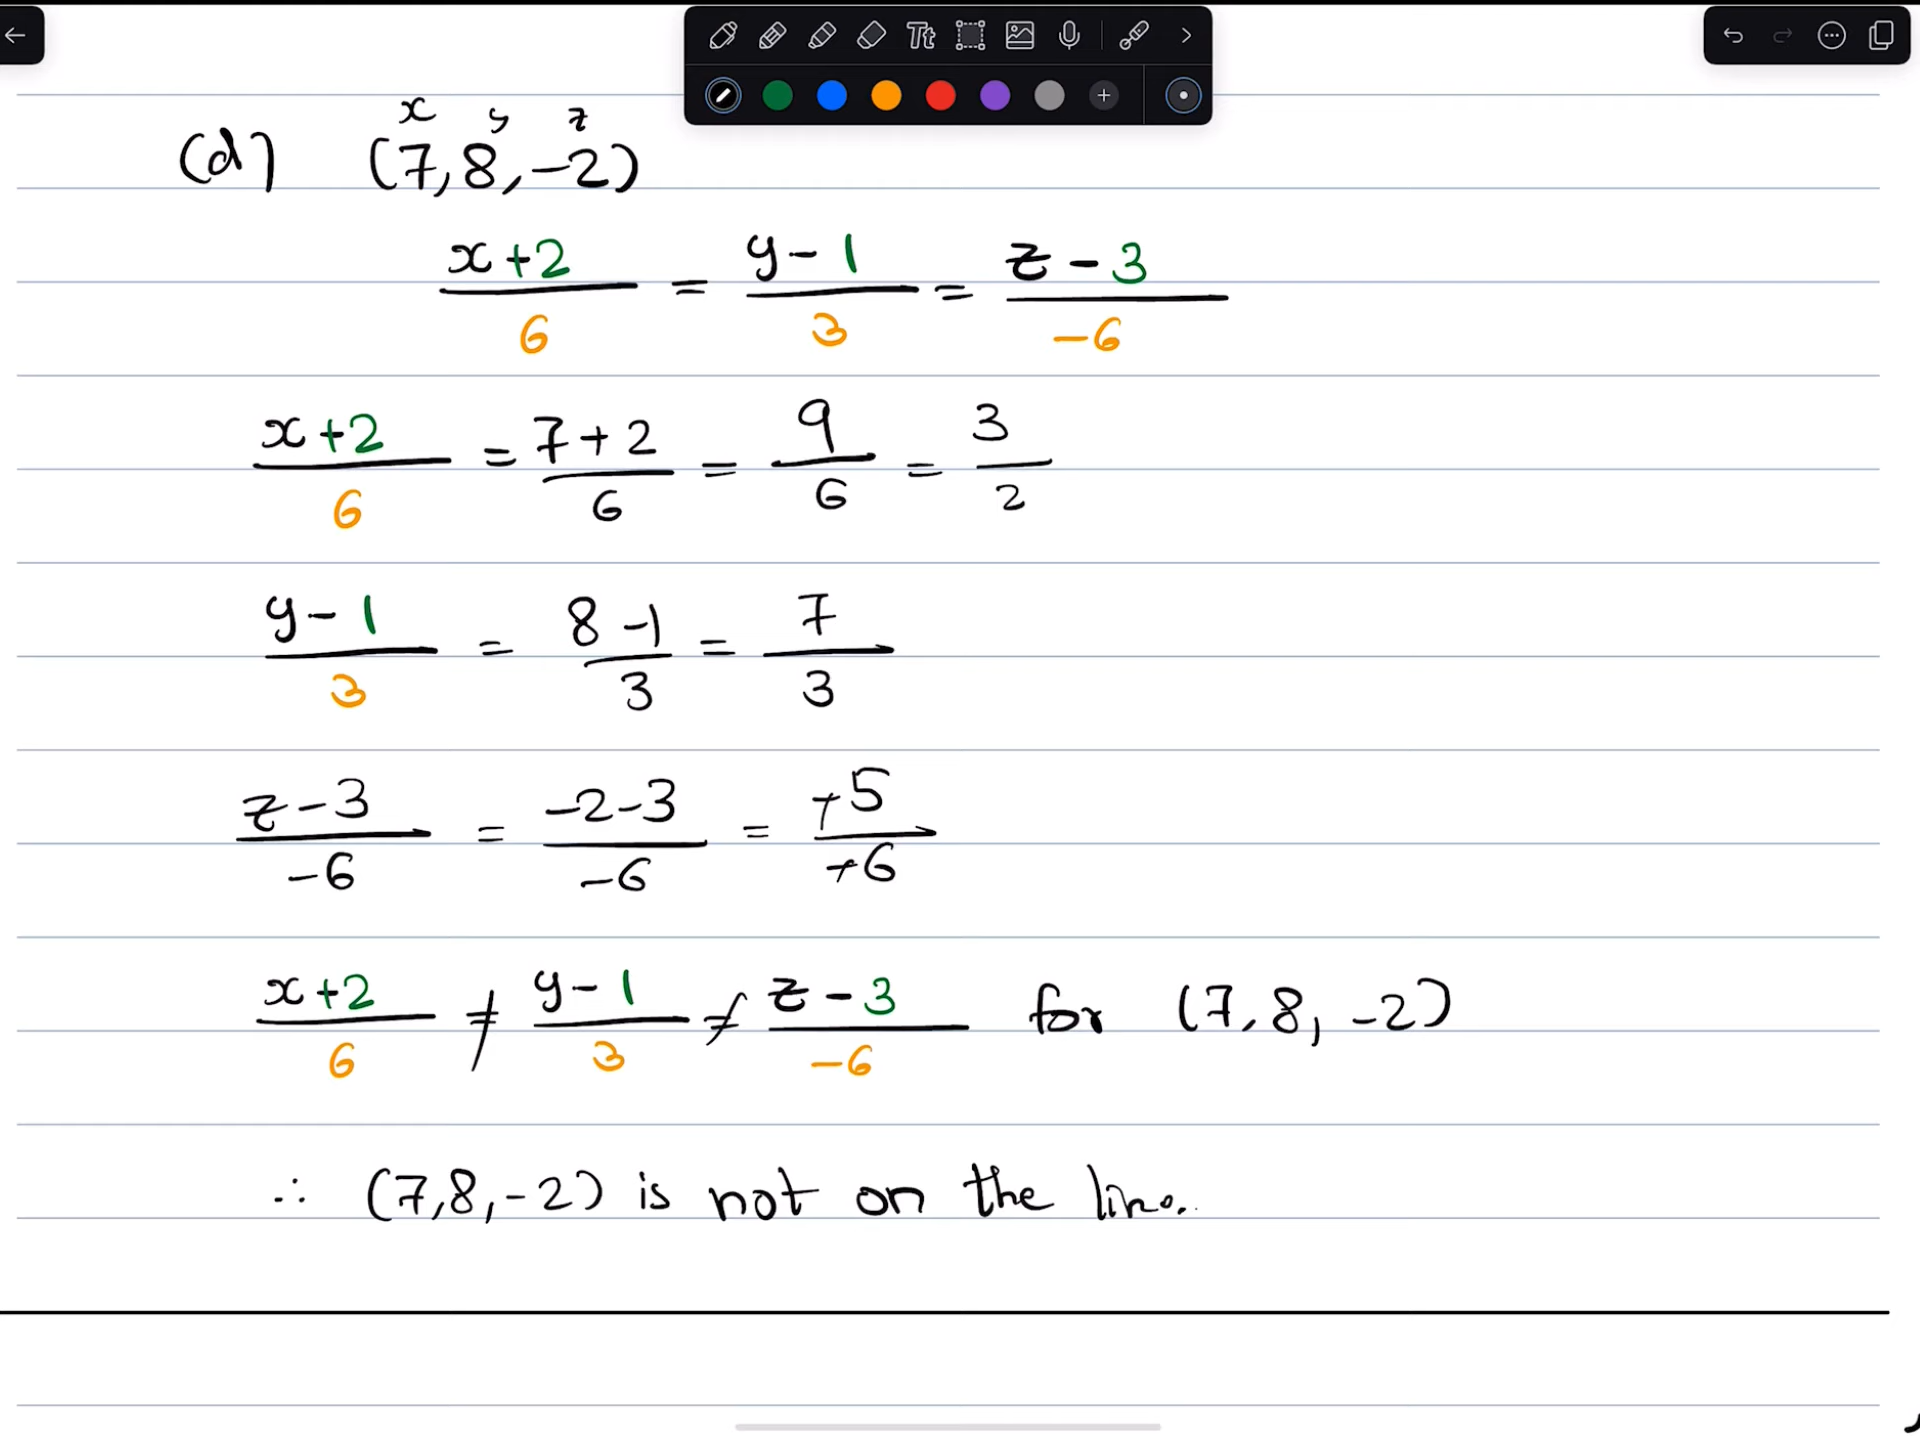 Tt
x y z
(d) (7,8,-2)
x+2/6 = y-1/3 = z-3/-6
x+2/6 = 7+2/6 = 9/6 = 3/2
y-1/3 = 8-1/3 = 7/3
z-3/-6 = -2-3/-6 = +5/+6
x+2/6 ≠ y-1/3 ≠ z-3/-6 for (7,8,-2)
∴ (7,8,-2) is not on the line.